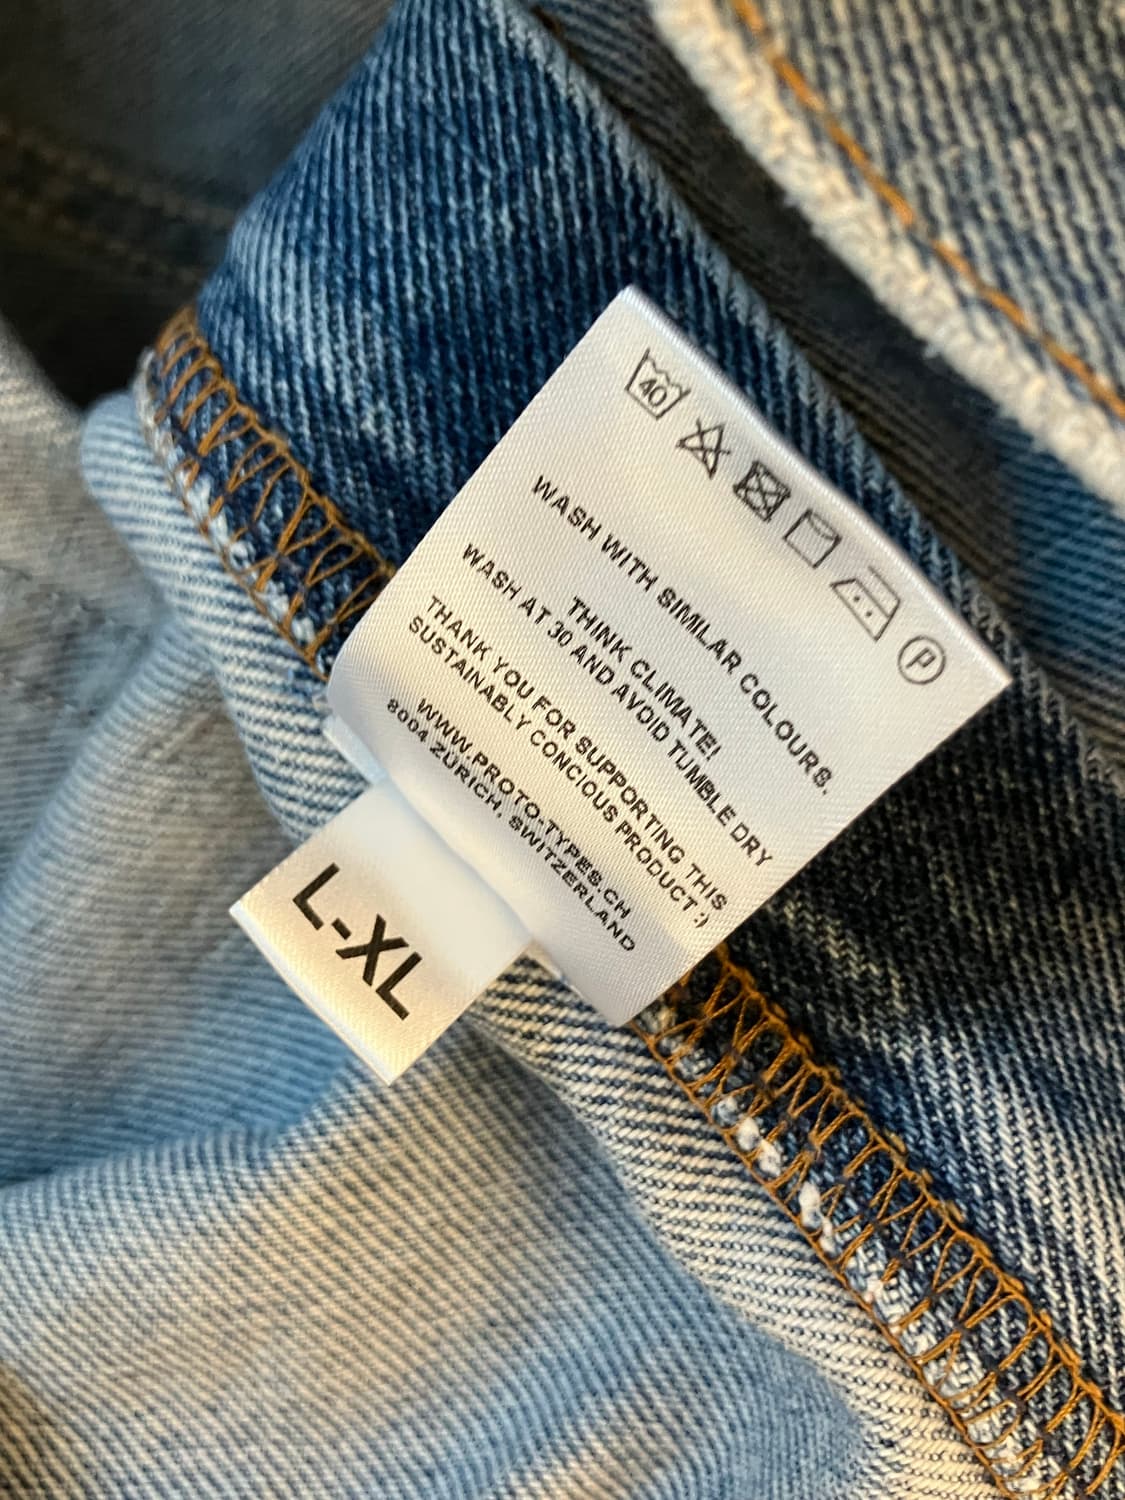 40
P
WASH WITH SIMILAR COLOURS.
THINK CLIMATE!
WASH AT 30 AND AVOID TUMBLE DRY
THANK YOU FOR SUPPORTING THIS
SUSTAINABLY CONCIOUS PRODUCT :)
WWW.PROTO-TYPES.CH
8004 ZÜRICH, SWITZERLAND
L-XL